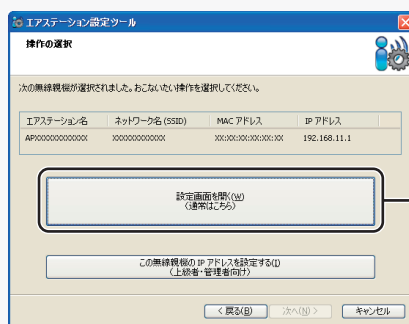 エアステーション設定ツール
操作の選択
次の無線親機が選択されました。おこないたい操作を選択してください。
エアステーション名 ネットワーク名(SSID) MAC アドレス IP アドレス
APXXXXXXXXXXXX XXXXXXXXXXXX XX:XX:XX:XX:XX:XX 192.168.11.1
設定画面を開く(W)
(通常はこちら)
この無線親機の IP アドレスを設定する(I)
(上級者・管理者向け)
< 戻る(B) 次へ(N) > キャンセル